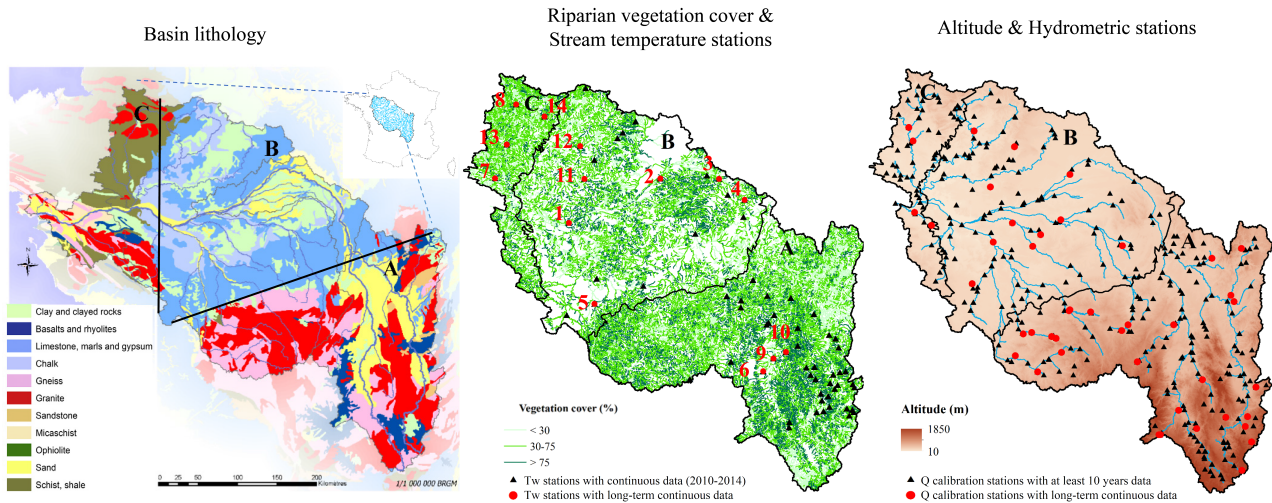 Basin lithology
C
B
A
N
Clay and clayed rocks
Basalts and rhyolites
Limestone, marls and gypsum
Chalk
Gneiss
Granite
Sandstone
Micaschist
Ophiolite
Sand
Schist, shale
0 25 50 100 150 200
Kilometres
1/1 000 000 BRGM
Riparian vegetation cover &
Stream temperature stations
8
C
14
13
12
B
7
11
2
3
4
1
A
5
10
9
6
Vegetation cover (%)
< 30
30-75
> 75
Tw stations with continuous data (2010-2014)
Tw stations with long-term continuous data
Altitude & Hydrometric stations
C
B
A
Altitude (m)
1850
10
Q calibration stations with at least 10 years data
Q calibration stations with long-term continuous data